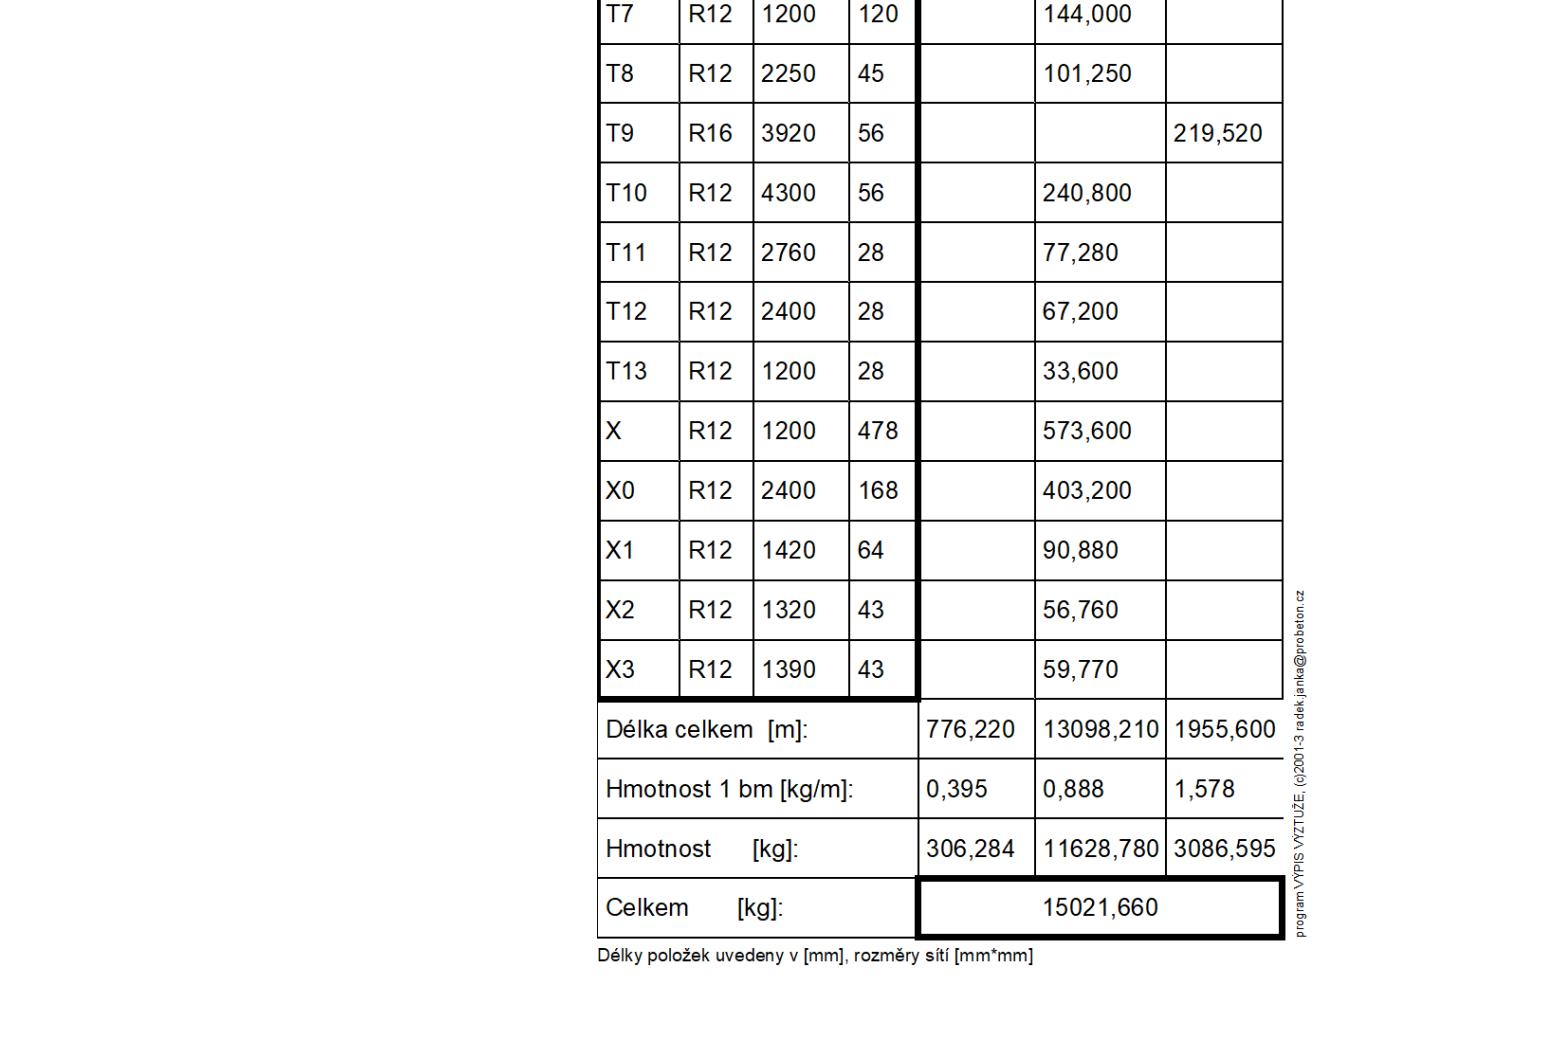 T7 R12 1200 120 144,000
T8 R12 2250 45 101,250
T9 R16 3920 56 219,520
T10 R12 4300 56 240,800
T11 R12 2760 28 77,280
T12 R12 2400 28 67,200
T13 R12 1200 28 33,600
X R12 1200 478 573,600
X0 R12 2400 168 403,200
X1 R12 1420 64 90,880
X2 R12 1320 43 56,760
X3 R12 1390 43 59,770
Délka celkem [m]: 776,220 13098,210 1955,600
Hmotnost 1 bm [kg/m]: 0,395 0,888 1,578
Hmotnost [kg]: 306,284 11628,780 3086,595
Celkem [kg]: 15021,660
Délky položek uvedeny v [mm], rozměry sítí [mm*mm]
program VÝPIS VÝZTUŽE, (c)2001-3 radek.janka@probeton.cz